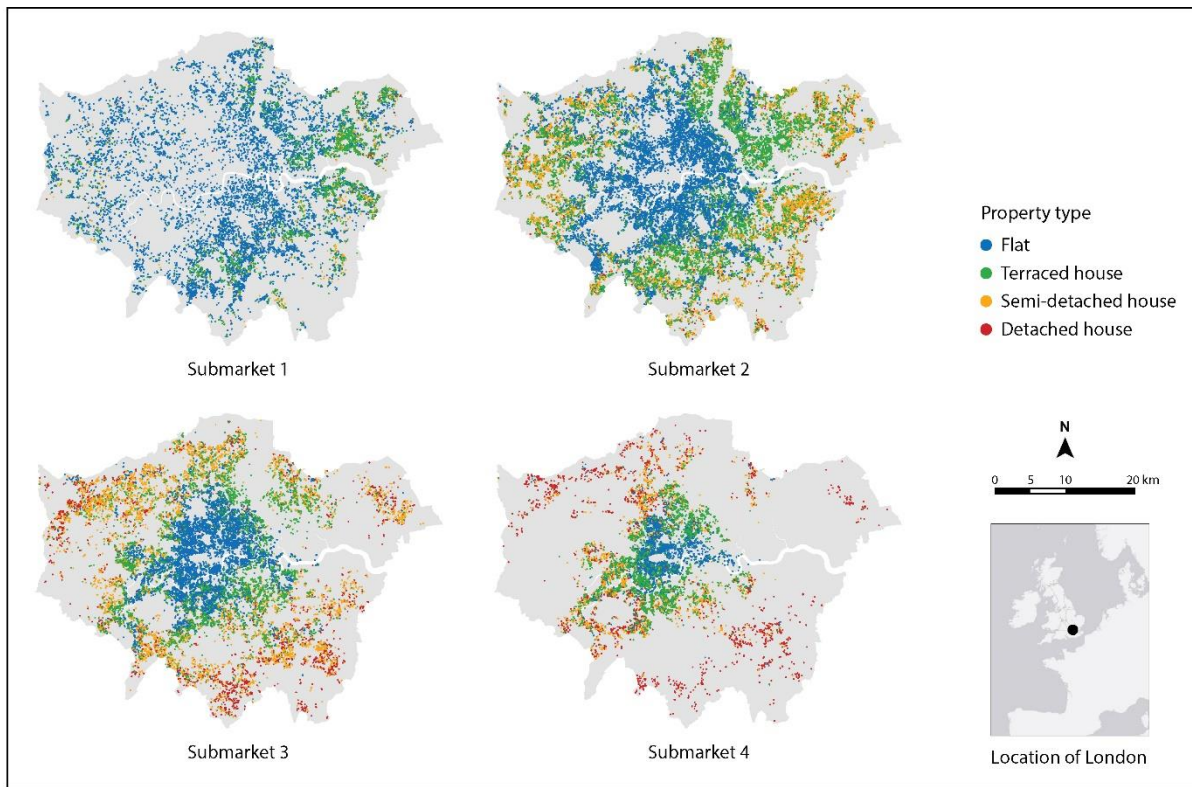 Submarket 1
Submarket 2
Property type
Flat
Terraced house
Semi-detached house
Detached house
Submarket 3
Submarket 4
N
0 5 10 20 km
Location of London